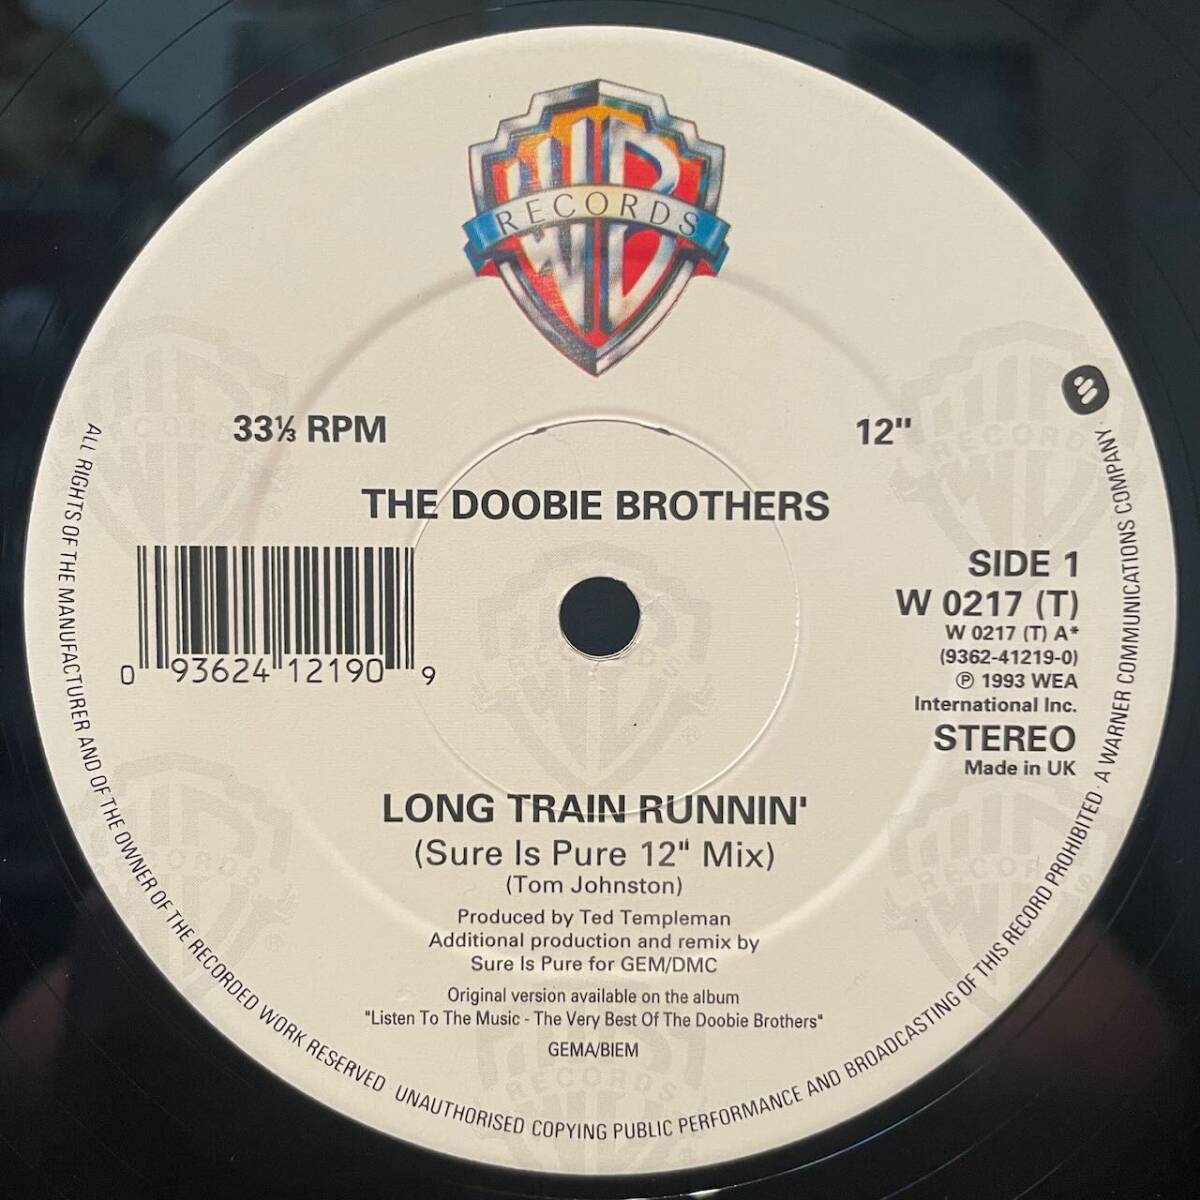 WB
RECORDS
33⅓ RPM
12"
THE DOOBIE BROTHERS
0 93624 12190 9
SIDE 1
W 0217 (T)
W 0217 (T) A*
(9362-41219-0)
℗ 1993 WEA
International Inc.
STEREO
Made in UK
LONG TRAIN RUNNIN'
(Sure Is Pure 12" Mix)
(Tom Johnston)
Produced by Ted Templeman
Additional production and remix by
Sure Is Pure for GEM/DMC
Original version available on the album
"Listen To The Music - The Very Best Of The Doobie Brothers"
GEMA/BIEM
ALL RIGHTS OF THE MANUFACTURER AND OF THE OWNER OF THE RECORDED WORK RESERVED UNAUTHORISED COPYING PUBLIC PERFORMANCE AND BROADCASTING OF THIS RECORD PROHIBITED · A WARNER COMMUNICATIONS COMPANY ·